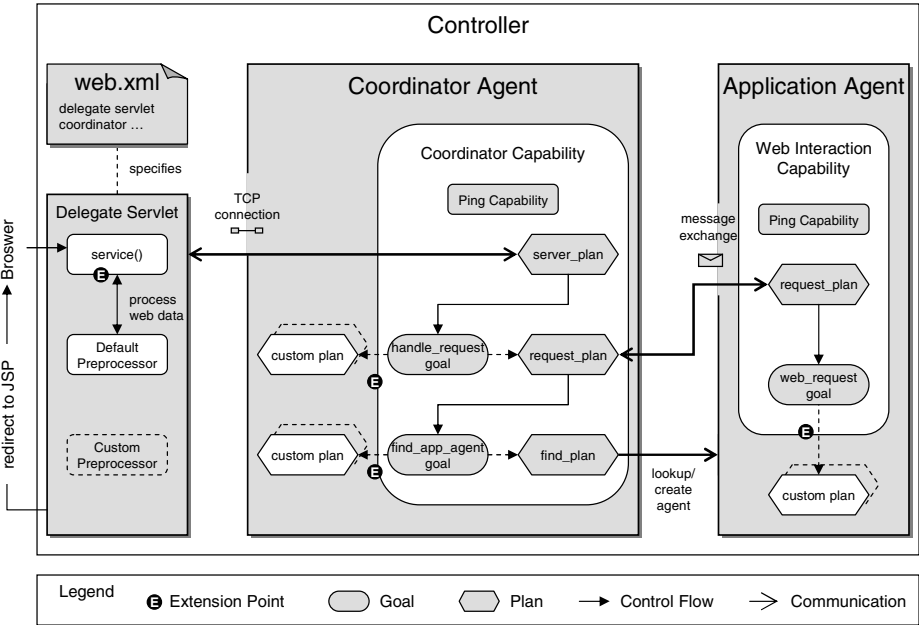 Controller
web.xml
delegate servlet
coordinator ...
specifies
Delegate Servlet
service()
E
process
web data
Default
Preprocessor
Custom
Preprocessor
redirect to JSP
Broswer
TCP
connection
Coordinator Agent
Coordinator Capability
Ping Capability
server_plan
custom plan
handle_request
goal
request_plan
E
custom plan
find_app_agent
goal
find_plan
E
message
exchange
lookup/
create
agent
Application Agent
Web Interaction
Capability
Ping Capability
request_plan
web_request
goal
E
custom plan
Legend
E Extension Point
Goal
Plan
Control Flow
Communication